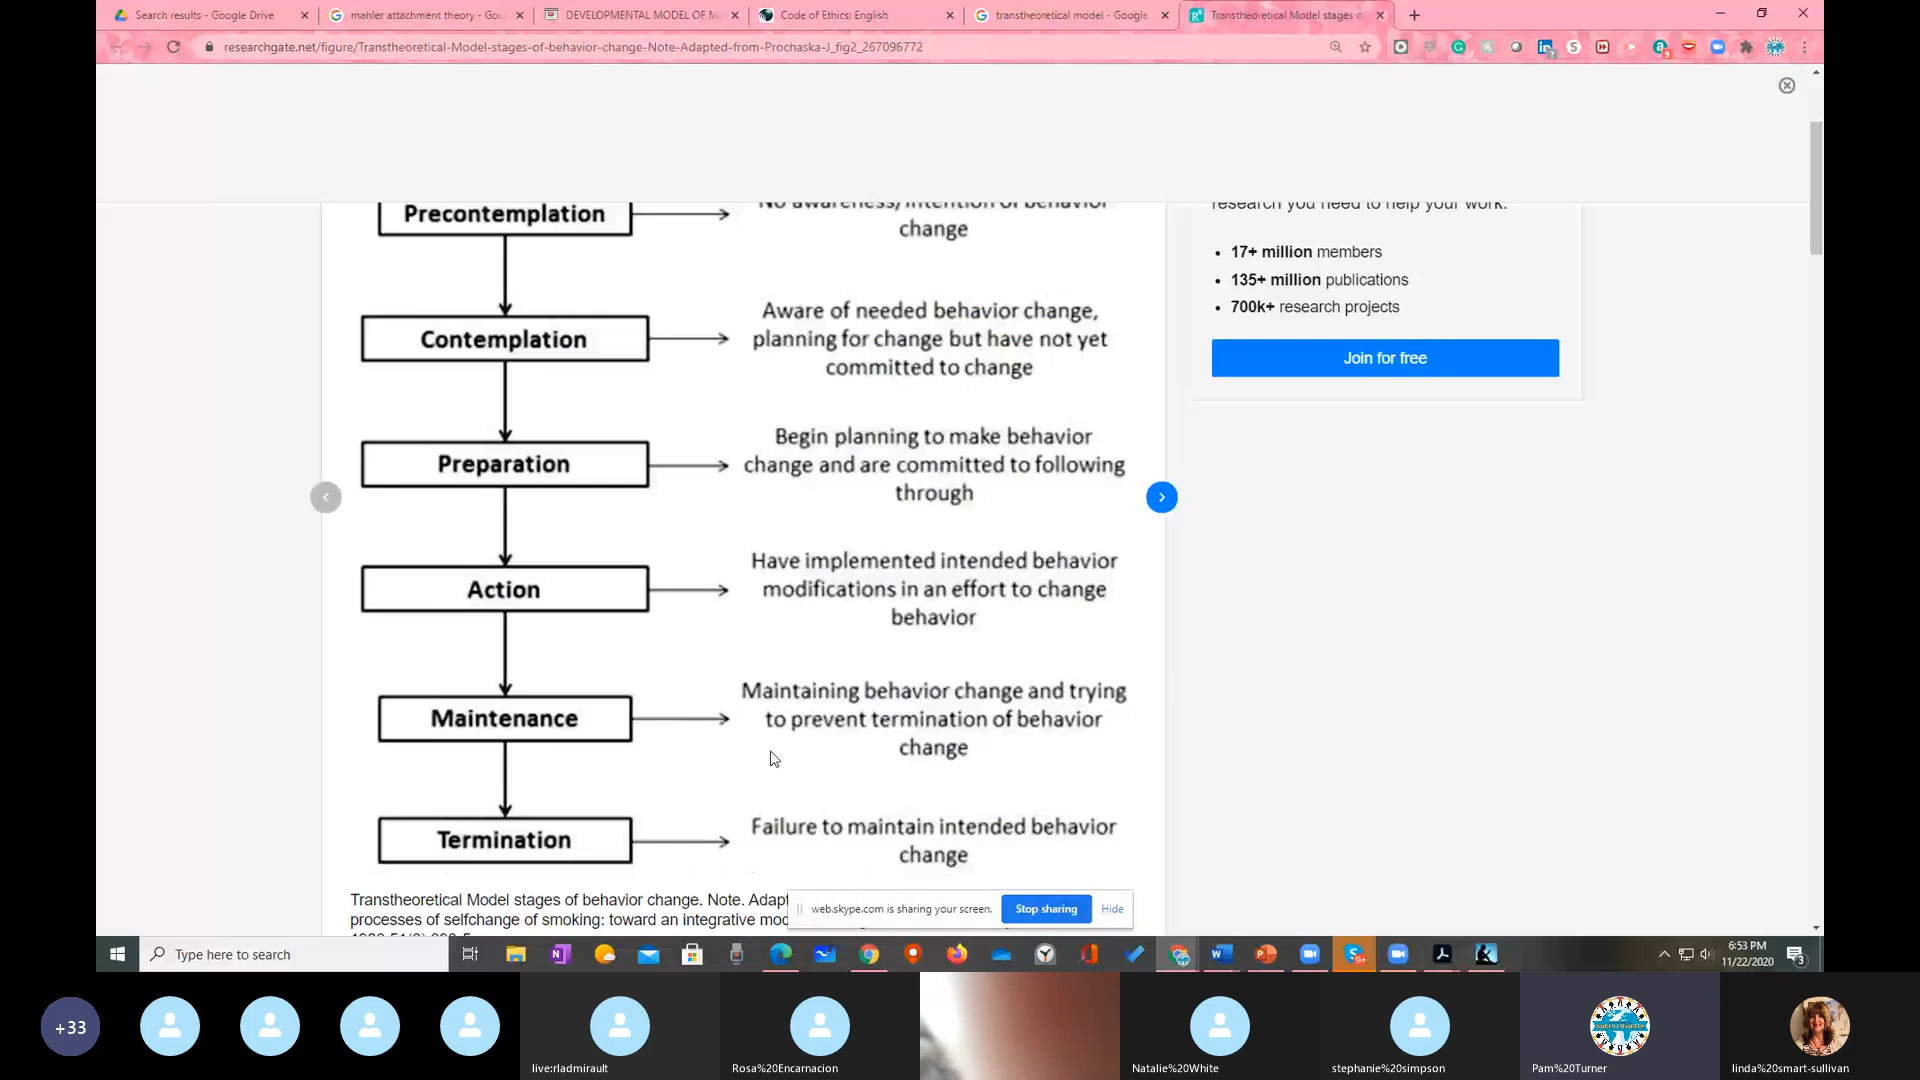 Search results - Google Drive
mahler attachment theory - Goo
DEVELOPMENTAL MODEL OF M
Code of Ethics: English
transtheoretical model - Google
Transtheoretical Model stages o
researchgate.net/figure/Transtheoretical-Model-stages-of-behavior-change-Note-Adapted-from-Prochaska-J_fig2_267096772
Precontemplation
No awareness/intention of behavior
change
Contemplation
Aware of needed behavior change,
planning for change but have not yet
committed to change
Preparation
Begin planning to make behavior
change and are committed to following
through
Action
Have implemented intended behavior
modifications in an effort to change
behavior
Maintenance
Maintaining behavior change and trying
to prevent termination of behavior
change
Termination
Failure to maintain intended behavior
change
research you need to help your work.
17+ million members
135+ million publications
700k+ research projects
Join for free
Transtheoretical Model stages of behavior change. Note. Adapt
processes of selfchange of smoking: toward an integrative mod
web.skype.com is sharing your screen.
Stop sharing
Hide
Type here to search
9+
6:53 PM
11/22/2020
3
+33
live:rladmirault
Rosa%20Encarnacion
Natalie%20White
stephanie%20simpson
Pam%20Turner
linda%20smart-sullivan